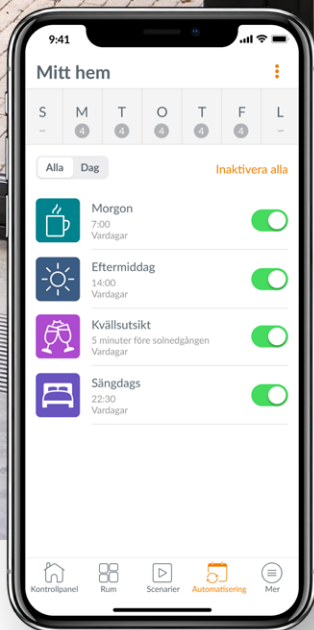 9:41
Mitt hem
S M T O T F L
– 4 4 4 4 4 –
Alla Dag Inaktivera alla
Morgon
7:00
Vardagar
Eftermiddag
14:00
Vardagar
Kvällsutsikt
5 minuter före solnedgången
Vardagar
Sängdags
22:30
Vardagar
Kontrollpanel Rum Scenarier Automatisering Mer